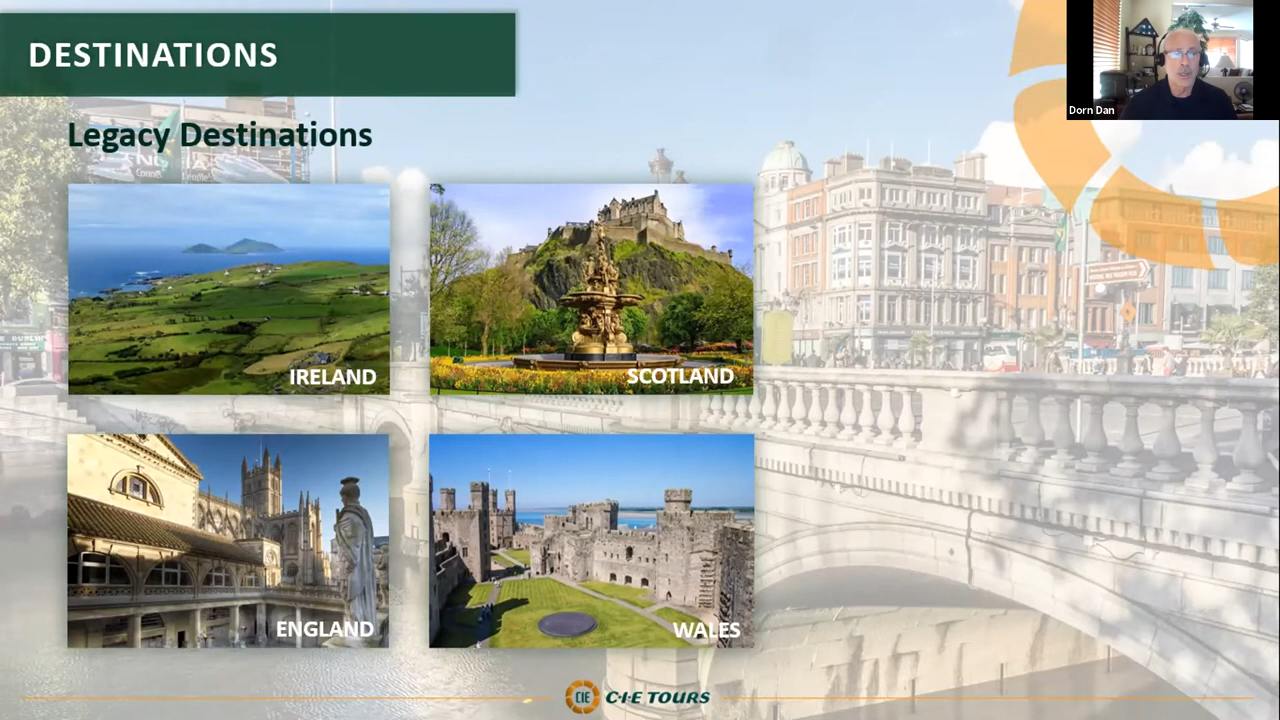 DESTINATIONS
Dorn Dan
Legacy Destinations
IRELAND
SCOTLAND
ENGLAND
WALES
CIE
C·I·E TOURS